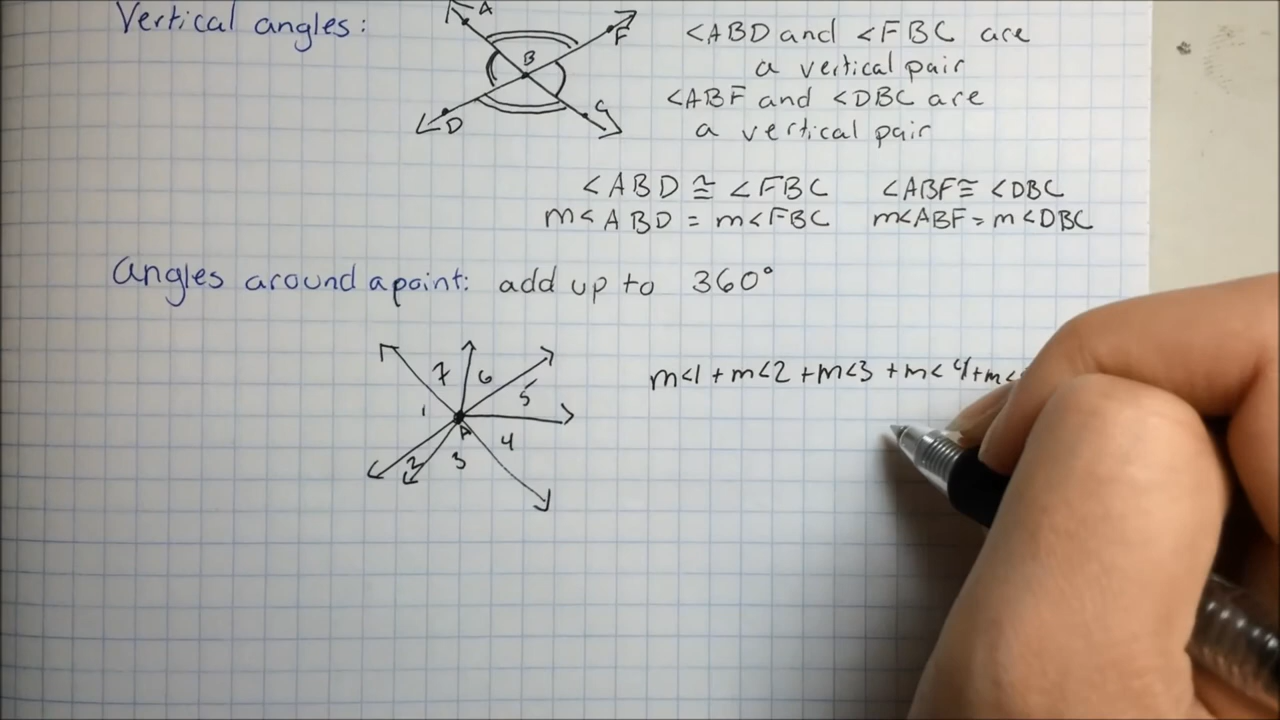 Vertical angles:
A
F
B
D
C
<ABD and <FBC are
a vertical pair
<ABF and <DBC are
a vertical pair
<ABD ≅ <FBC <ABF ≅ <DBC
m<ABD = m<FBC m<ABF = m<DBC
angles around a point: add up to 360°
7 6
1 5
A 4
2 3
m<1 + m<2 + m<3 + m<4 + m<